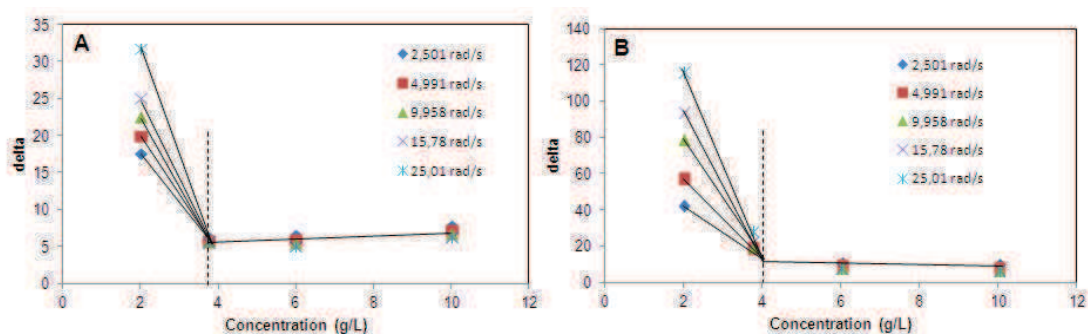 A
35
30
25
20
15
10
5
0
delta
0 2 4 6 8 10 12
Concentration (g/L)
2,501 rad/s
4,991 rad/s
9,958 rad/s
15,78 rad/s
25,01 rad/s
B
140
120
100
80
60
40
20
0
delta
0 2 4 6 8 10 12
Concentration (g/L)
2,501 rad/s
4,991 rad/s
9,958 rad/s
15,78 rad/s
25,01 rad/s